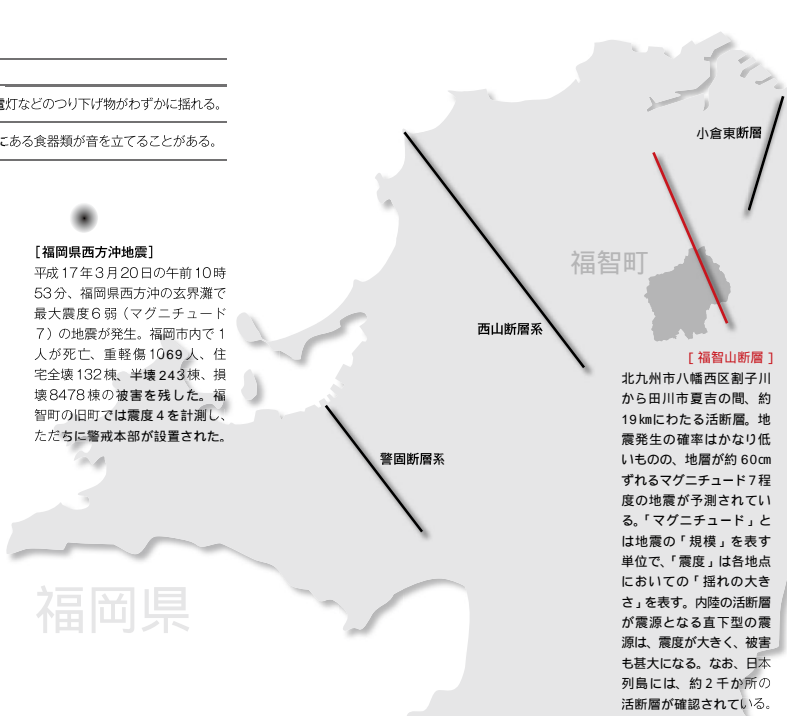 灯などのつり下げ物がわずかに揺れる。
にある食器類が音を立てることがある。
[福岡県西方沖地震]
平成17年3月20日の午前10時
53分、福岡県西方沖の玄界灘で
最大震度6弱（マグニチュード
7）の地震が発生。福岡市内で1
人が死亡、重軽傷1069人、住
宅全壊132棟、半壊243棟、損
壊8478棟の被害を残した。福
智町の旧町では震度4を計測し、
ただちに警戒本部が設置された。
小倉東断層
福智町
西山断層系
警固断層系
福岡県
[ 福智山断層 ]
北九州市八幡西区割子川
から田川市夏吉の間、約
19㎞にわたる活断層。地
震発生の確率はかなり低
いものの、地層が約60㎝
ずれるマグニチュード7程
度の地震が予測されてい
る。「マグニチュード」と
は地震の「規模」を表す
単位で、「震度」は各地点
においての「揺れの大き
さ」を表す。内陸の活断層
が震源となる直下型の震
源は、震度が大きく、被害
も甚大になる。なお、日本
列島には、約2千か所の
活断層が確認されている。